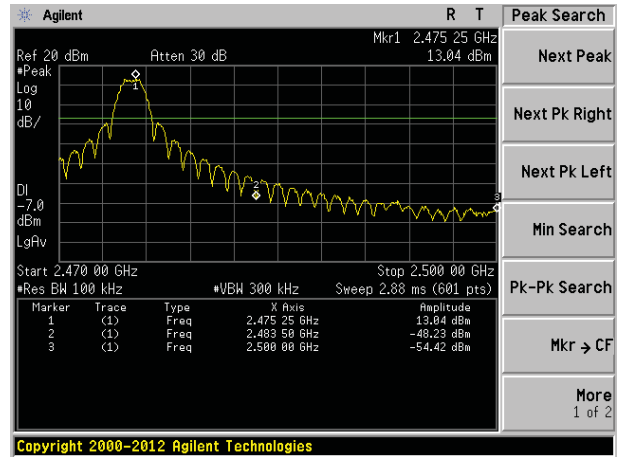 Agilent R T Peak Search
Mkr1 2.475 25 GHz
Ref 20 dBm Atten 30 dB 13.04 dBm
#Peak
Log
10
dB/
1
2
3
DI
-7.0
dBm
LgAv
Start 2.470 00 GHz Stop 2.500 00 GHz
#Res BW 100 kHz #VBW 300 kHz Sweep 2.88 ms (601 pts)
Marker Trace Type X Axis Amplitude
1 (1) Freq 2.475 25 GHz 13.04 dBm
2 (1) Freq 2.483 50 GHz -48.23 dBm
3 (1) Freq 2.500 00 GHz -54.42 dBm
Copyright 2000-2012 Agilent Technologies
Next Peak
Next Pk Right
Next Pk Left
Min Search
Pk-Pk Search
Mkr → CF
More
1 of 2